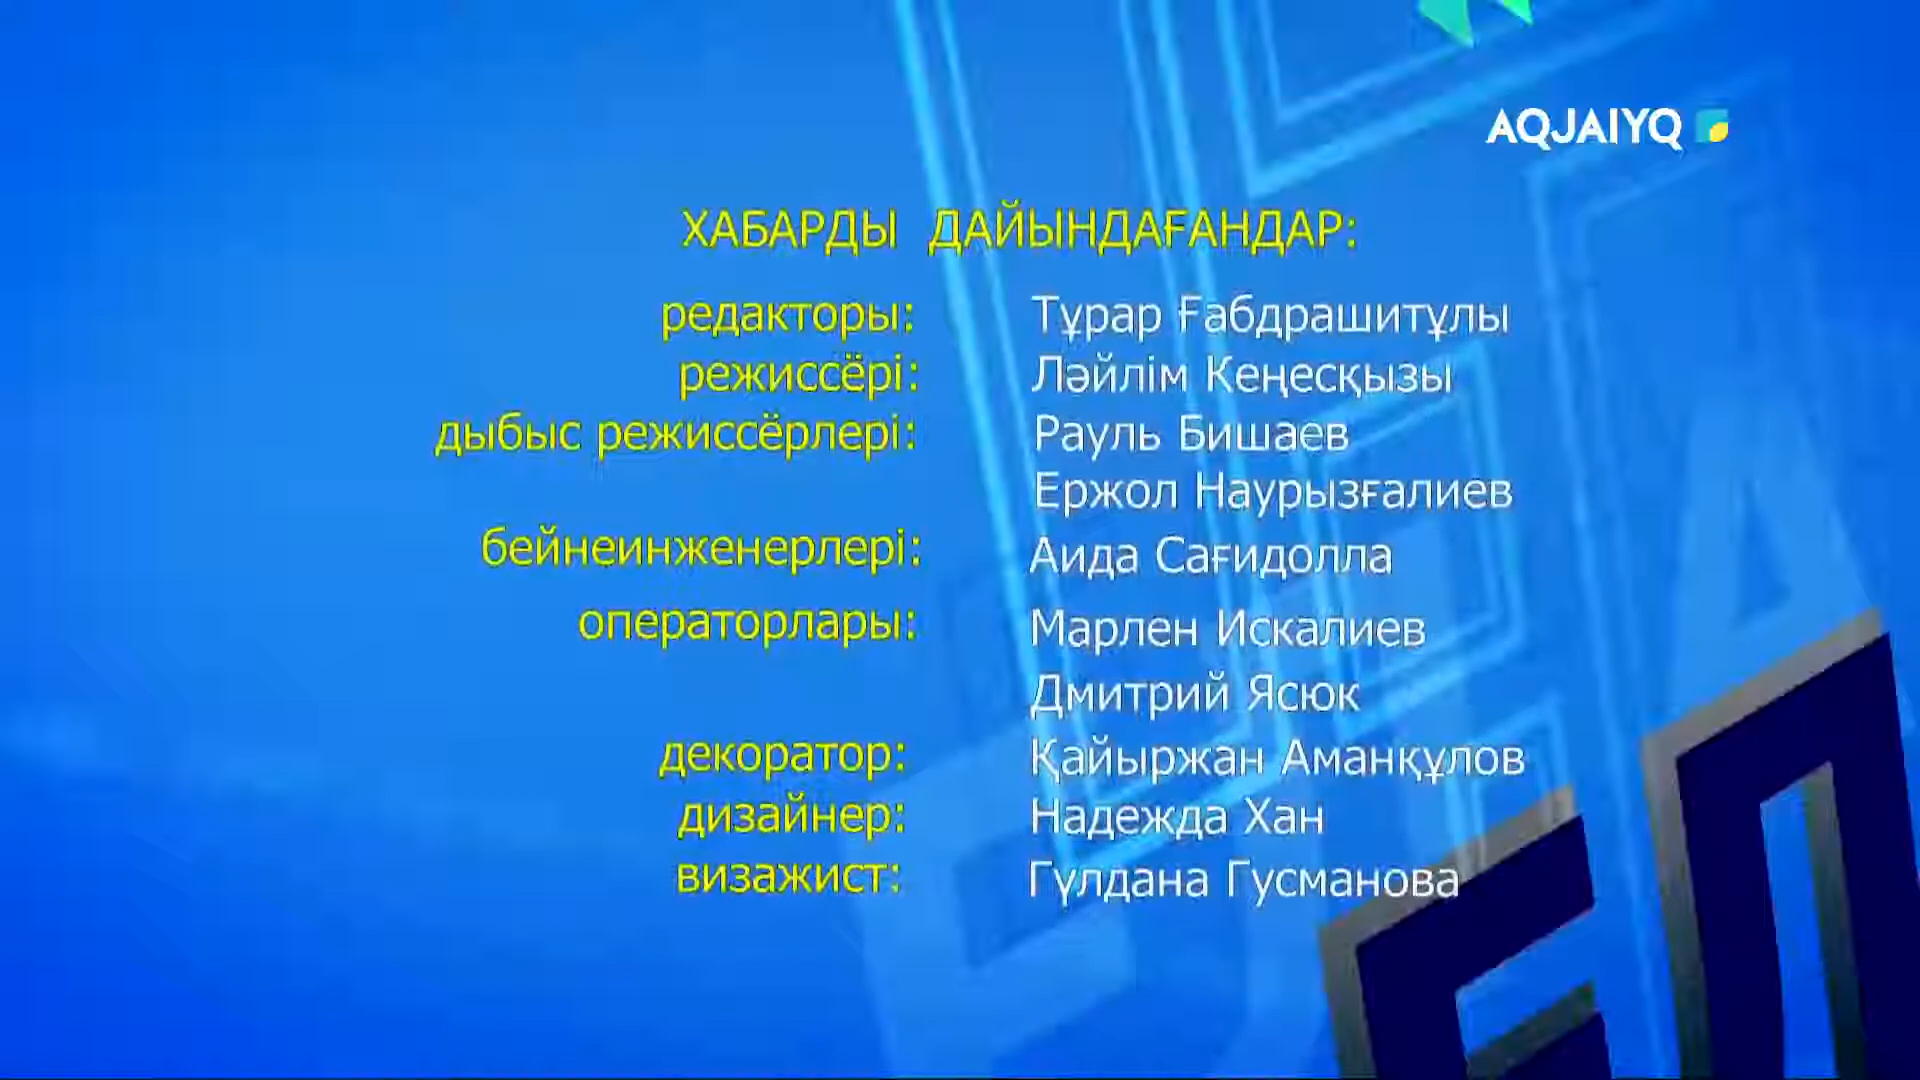 AQJAIYQ
ХАБАРДЫ ДАЙЫНДАҒАНДАР:
редакторы: Тұрар Ғабдрашитұлы
режиссёрі: Ләйлім Кеңесқызы
дыбыс режиссёрлері: Рауль Бишаев
Ержол Наурызғалиев
бейнеинженерлері: Аида Сағидолла
операторлары: Марлен Искалиев
Дмитрий Ясюк
декоратор: Қайыржан Аманқұлов
дизайнер: Надежда Хан
визажист: Гүлдана Гусманова